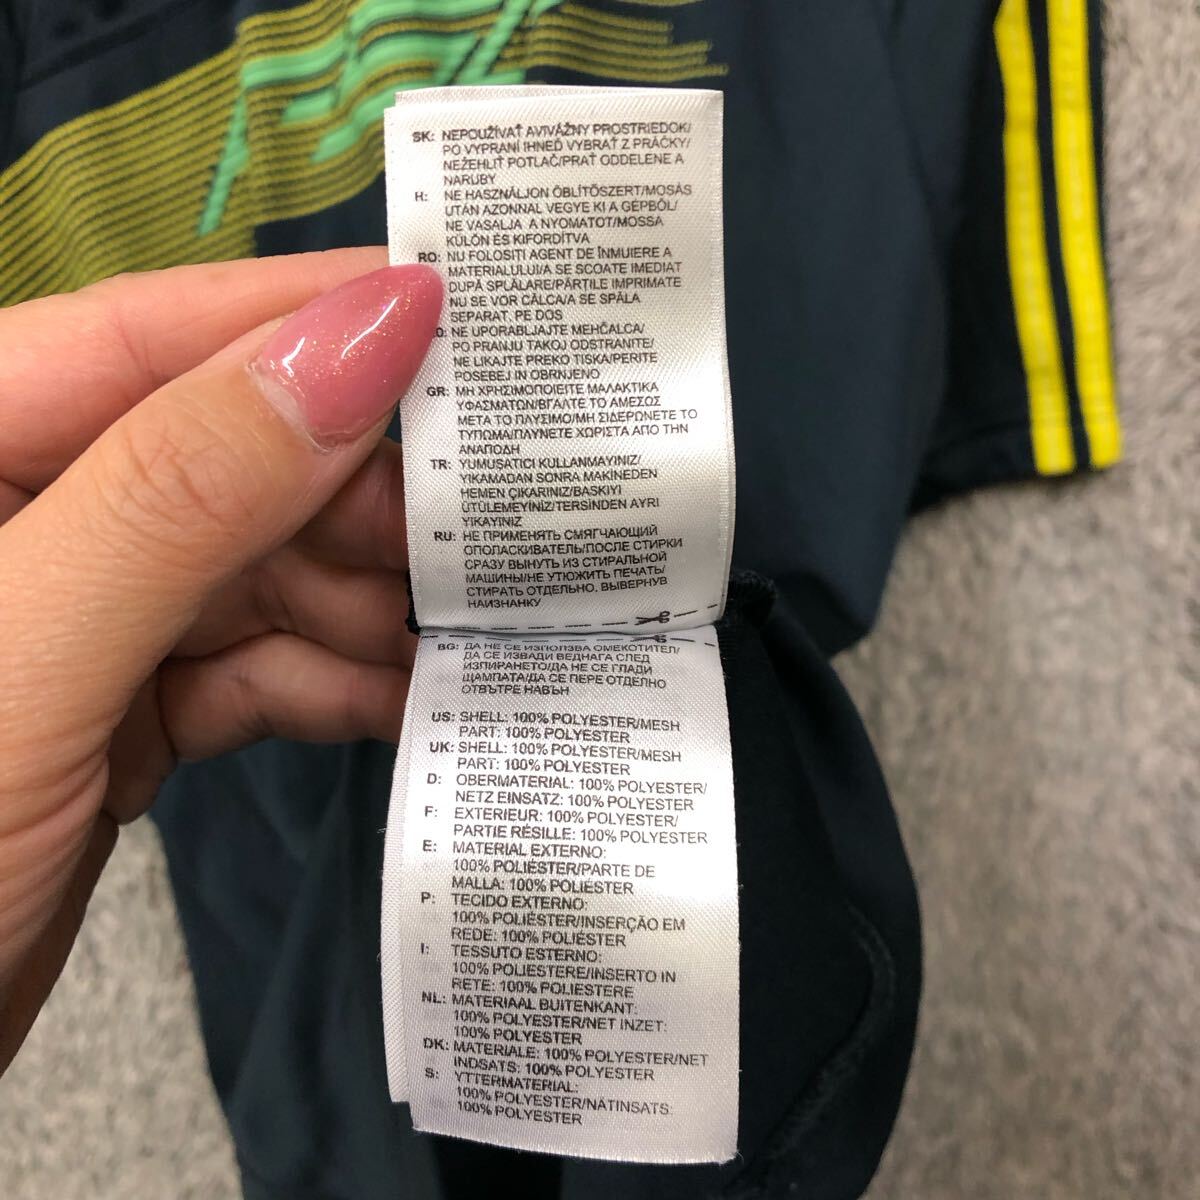 SK: NEPOUŽÍVAŤ AVIVÁŽNY PROSTRIEDOK/
PO VYPRANÍ IHNEĎ VYBRAŤ Z PRÁČKY/
NEŽEHLIŤ POTLAČ/PRAŤ ODDELENE A
NARUBY
H: NE HASZNÁLJON ÖBLÍTŐSZERT/MOSÁS
UTÁN AZONNAL VEGYE KI A GÉPBŐL/
NE VASALJA A NYOMATOT/MOSSA
KÜLÖN ÉS KIFORDÍTVA
RO: NU FOLOSITI AGENT DE ÎNMUIERE A
MATERIALULUI/A SE SCOATE IMEDIAT
DUPĂ SPĂLARE/PĂRŢILE IMPRIMATE
NU SE VOR CĂLCA/A SE SPĂLA
SEPARAT, PE DOS
NE UPORABLJAJTE MEHČALCA/
PO PRANJU TAKOJ ODSTRANITE/
NE LIKAJTE PREKO TISKA/PERITE
POSEBEJ IN OBRNJENO
GR: ΜΗ ΧΡΗΣΙΜΟΠΟΙΕΙΤΕ ΜΑΛΑΚΤΙΚΑ
ΥΦΑΣΜΑΤΩΝ/ΒΓΑΛΤΕ ΤΟ ΑΜΕΣΩΣ
ΜΕΤΑ ΤΟ ΠΛΥΣΙΜΟ/ΜΗ ΣΙΔΕΡΩΝΕΤΕ ΤΟ
ΤΥΠΩΜΑ/ΠΛΥΝΕΤΕ ΧΩΡΙΣΤΑ ΑΠΟ ΤΗΝ
ΑΝΑΠΟΔΗ
TR: YUMUŞATICI KULLANMAYINIZ/
YIKAMADAN SONRA MAKİNEDEN
HEMEN ÇIKARINIZ/BASKIYI
ÜTÜLEMEYİNİZ/TERSİNDEN AYRI
YIKAYINIZ
RU: НЕ ПРИМЕНЯТЬ СМЯГЧАЮЩИЙ
ОПОЛАСКИВАТЕЛЬ/ПОСЛЕ СТИРКИ
СРАЗУ ВЫНУТЬ ИЗ СТИРАЛЬНОЙ
МАШИНЫ/НЕ УТЮЖИТЬ ПЕЧАТЬ/
СТИРАТЬ ОТДЕЛЬНО, ВЫВЕРНУВ
НАИЗНАНКУ
BG: ДА НЕ СЕ ИЗПОЛЗВА ОМЕКОТИТЕЛ/
ДА СЕ ИЗВАДИ ВЕДНАГА СЛЕД
ИЗПИРАНЕТО/ДА НЕ СЕ ГЛАДИ
ЩАМПАТА/ДА СЕ ПЕРЕ ОТДЕЛНО
ОТВЪТРЕ НАВЪН
US: SHELL: 100% POLYESTER/MESH
PART: 100% POLYESTER
UK: SHELL: 100% POLYESTER/MESH
PART: 100% POLYESTER
D: OBERMATERIAL: 100% POLYESTER/
NETZ EINSATZ: 100% POLYESTER
F: EXTERIEUR: 100% POLYESTER/
PARTIE RÉSILLE: 100% POLYESTER
E: MATERIAL EXTERNO:
100% POLIÉSTER/PARTE DE
MALLA: 100% POLIÉSTER
P: TECIDO EXTERNO:
100% POLIÉSTER/INSERÇÃO EM
REDE: 100% POLIÉSTER
I: TESSUTO ESTERNO:
100% POLIESTERE/INSERTO IN
RETE: 100% POLIESTERE
NL: MATERIAAL BUITENKANT:
100% POLYESTER/NET INZET:
100% POLYESTER
DK: MATERIALE: 100% POLYESTER/NET
INDSATS: 100% POLYESTER
S: YTTERMATERIAL:
100% POLYESTER/NÄTINSATS:
100% POLYESTER